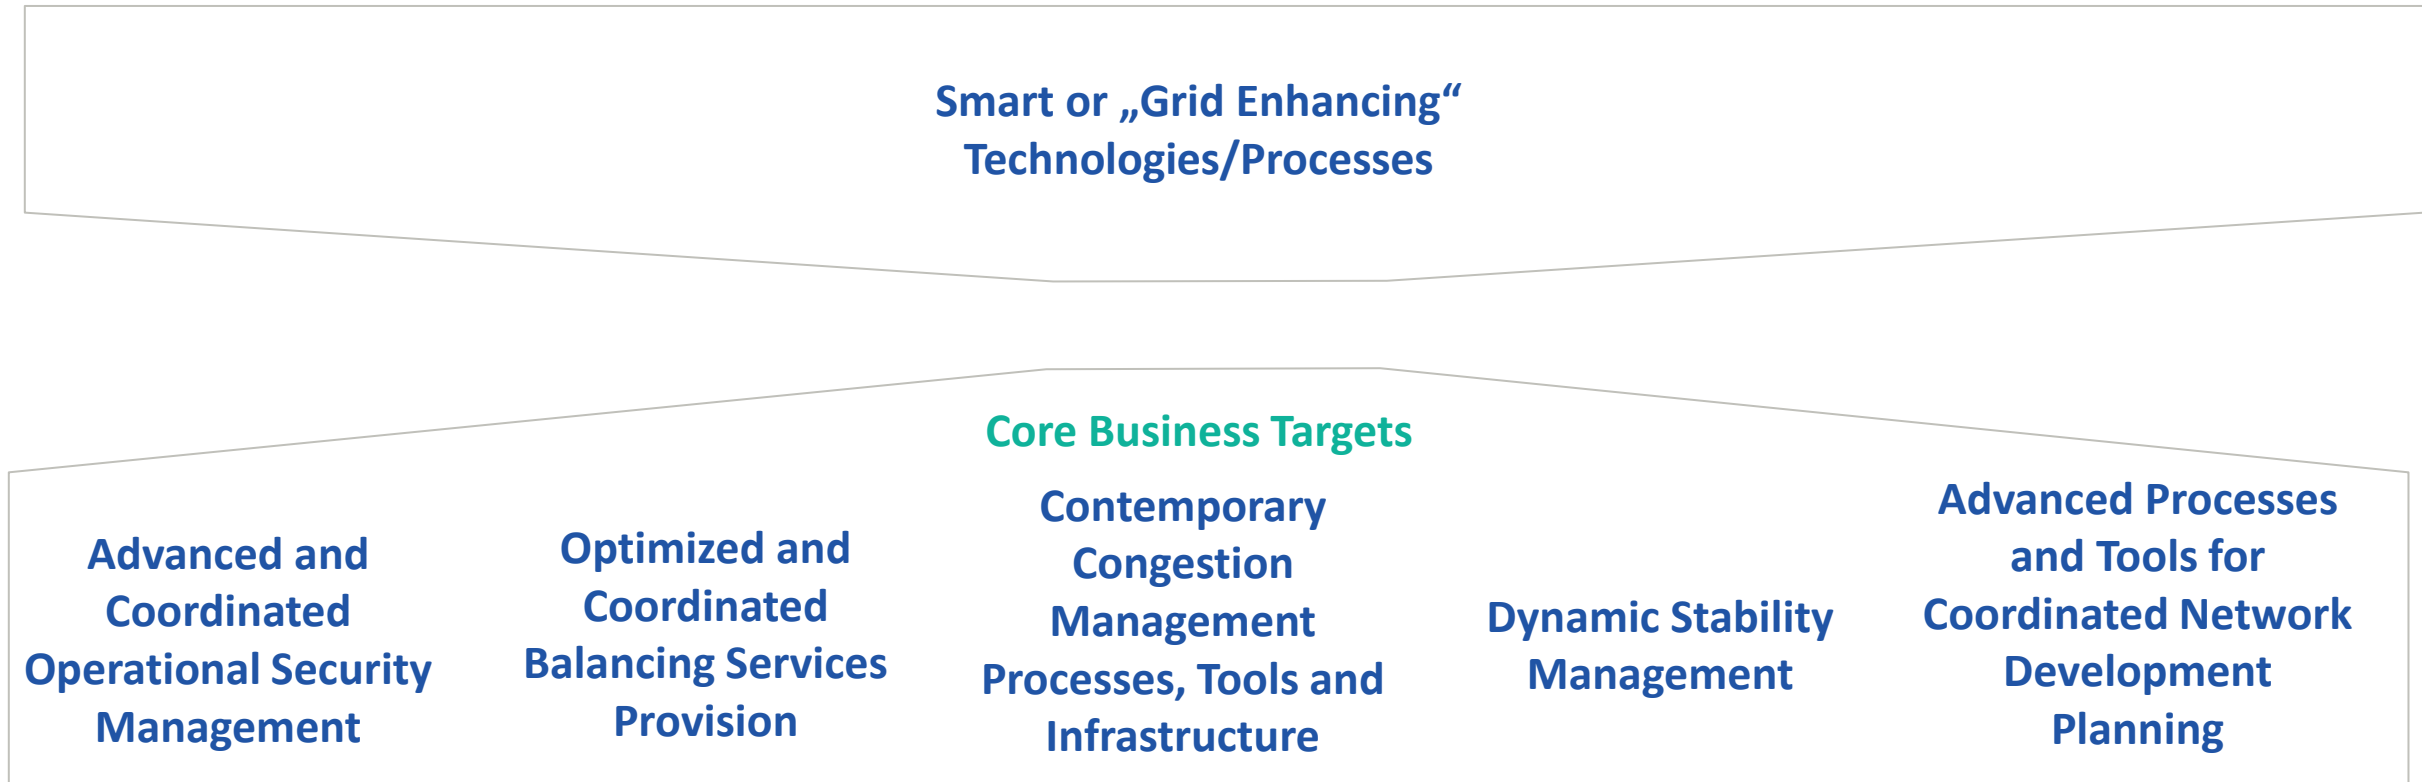 Smart or „Grid Enhancing“
Technologies/Processes
Core Business Targets
Advanced and
Coordinated
Operational Security
Management
Optimized and
Coordinated
Balancing Services
Provision
Contemporary
Congestion
Management
Processes, Tools and
Infrastructure
Dynamic Stability
Management
Advanced Processes
and Tools for
Coordinated Network
Development
Planning